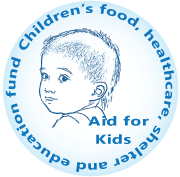 Children's food, healthcare, shelter and education fund
Aid for
Kids